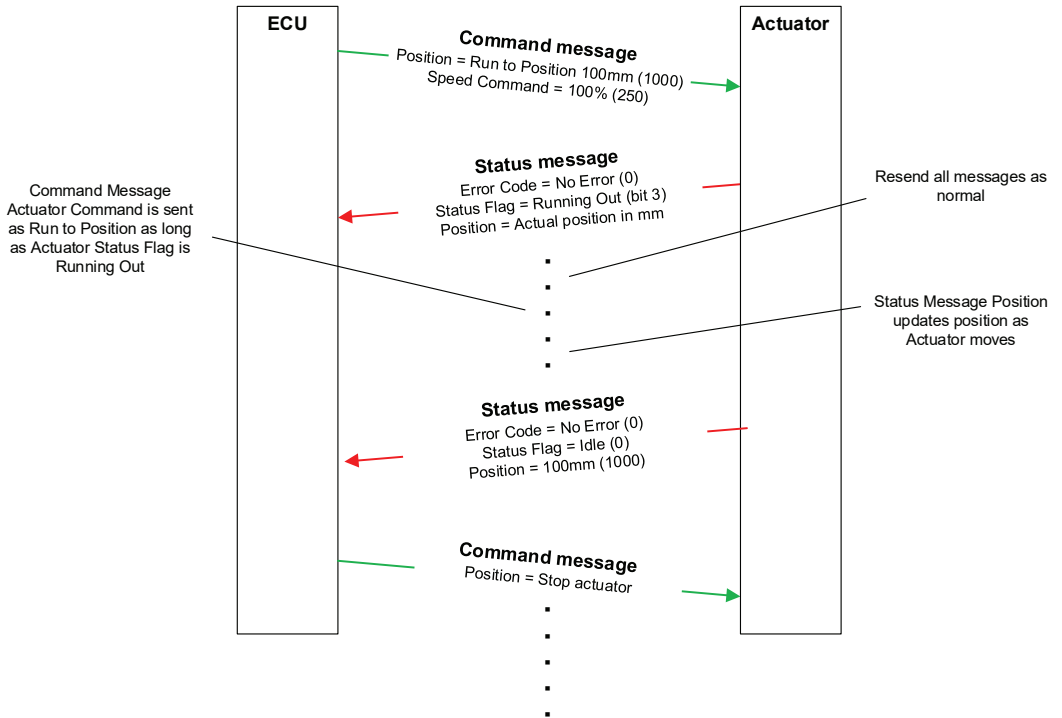 ECU
Actuator
Command message
Position = Run to Position 100mm (1000)
Speed Command = 100% (250)
Status message
Error Code = No Error (0)
Status Flag = Running Out (bit 3)
Position = Actual position in mm
Command Message
Actuator Command is sent
as Run to Position as long
as Actuator Status Flag is
Running Out
Resend all messages as
normal
Status Message Position
updates position as
Actuator moves
Status message
Error Code = No Error (0)
Status Flag = Idle (0)
Position = 100mm (1000)
Command message
Position = Stop actuator